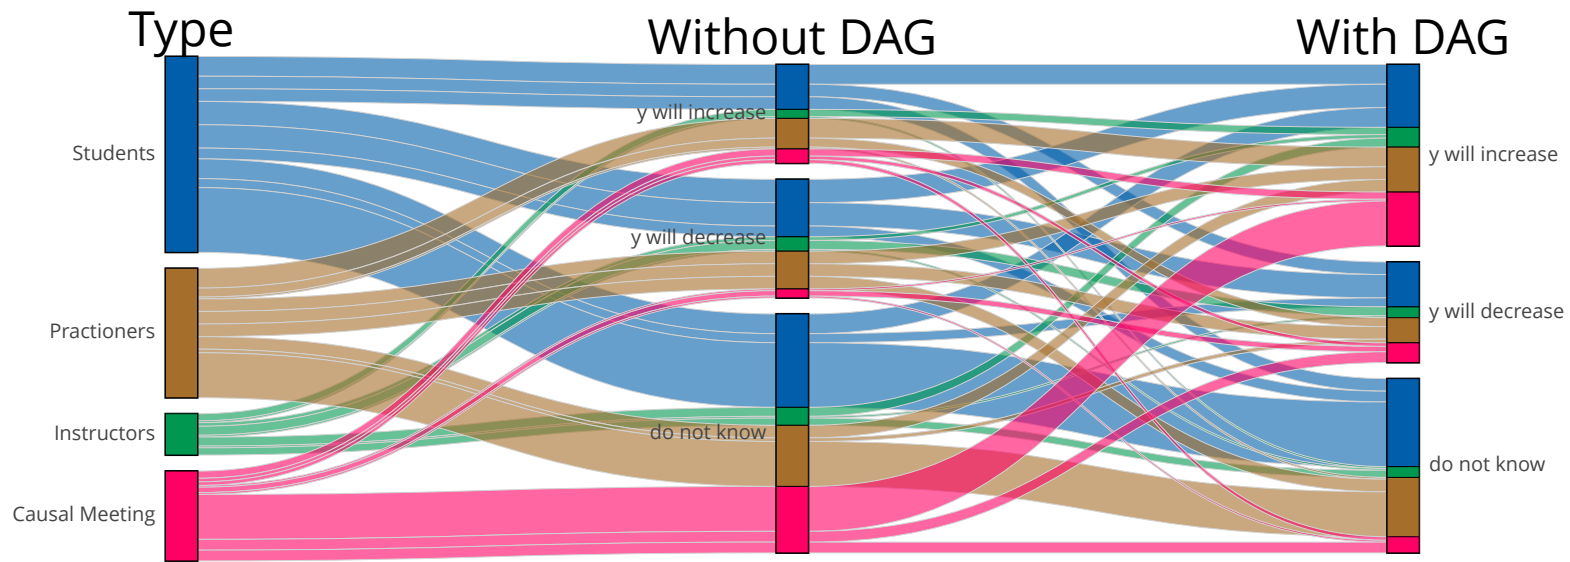 Type
Without DAG
With DAG
Students
Practioners
Instructors
Causal Meeting
y will increase
y will decrease
do not know
y will increase
y will decrease
do not know